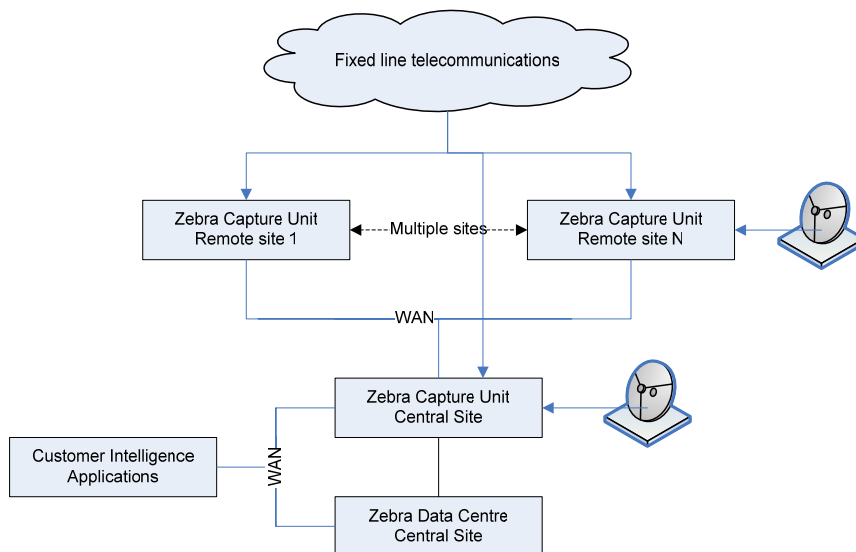 Fixed line telecommunications
Zebra Capture Unit
Remote site 1
Multiple sites
Zebra Capture Unit
Remote site N
WAN
Zebra Capture Unit
Central Site
Customer Intelligence
Applications
WAN
Zebra Data Centre
Central Site